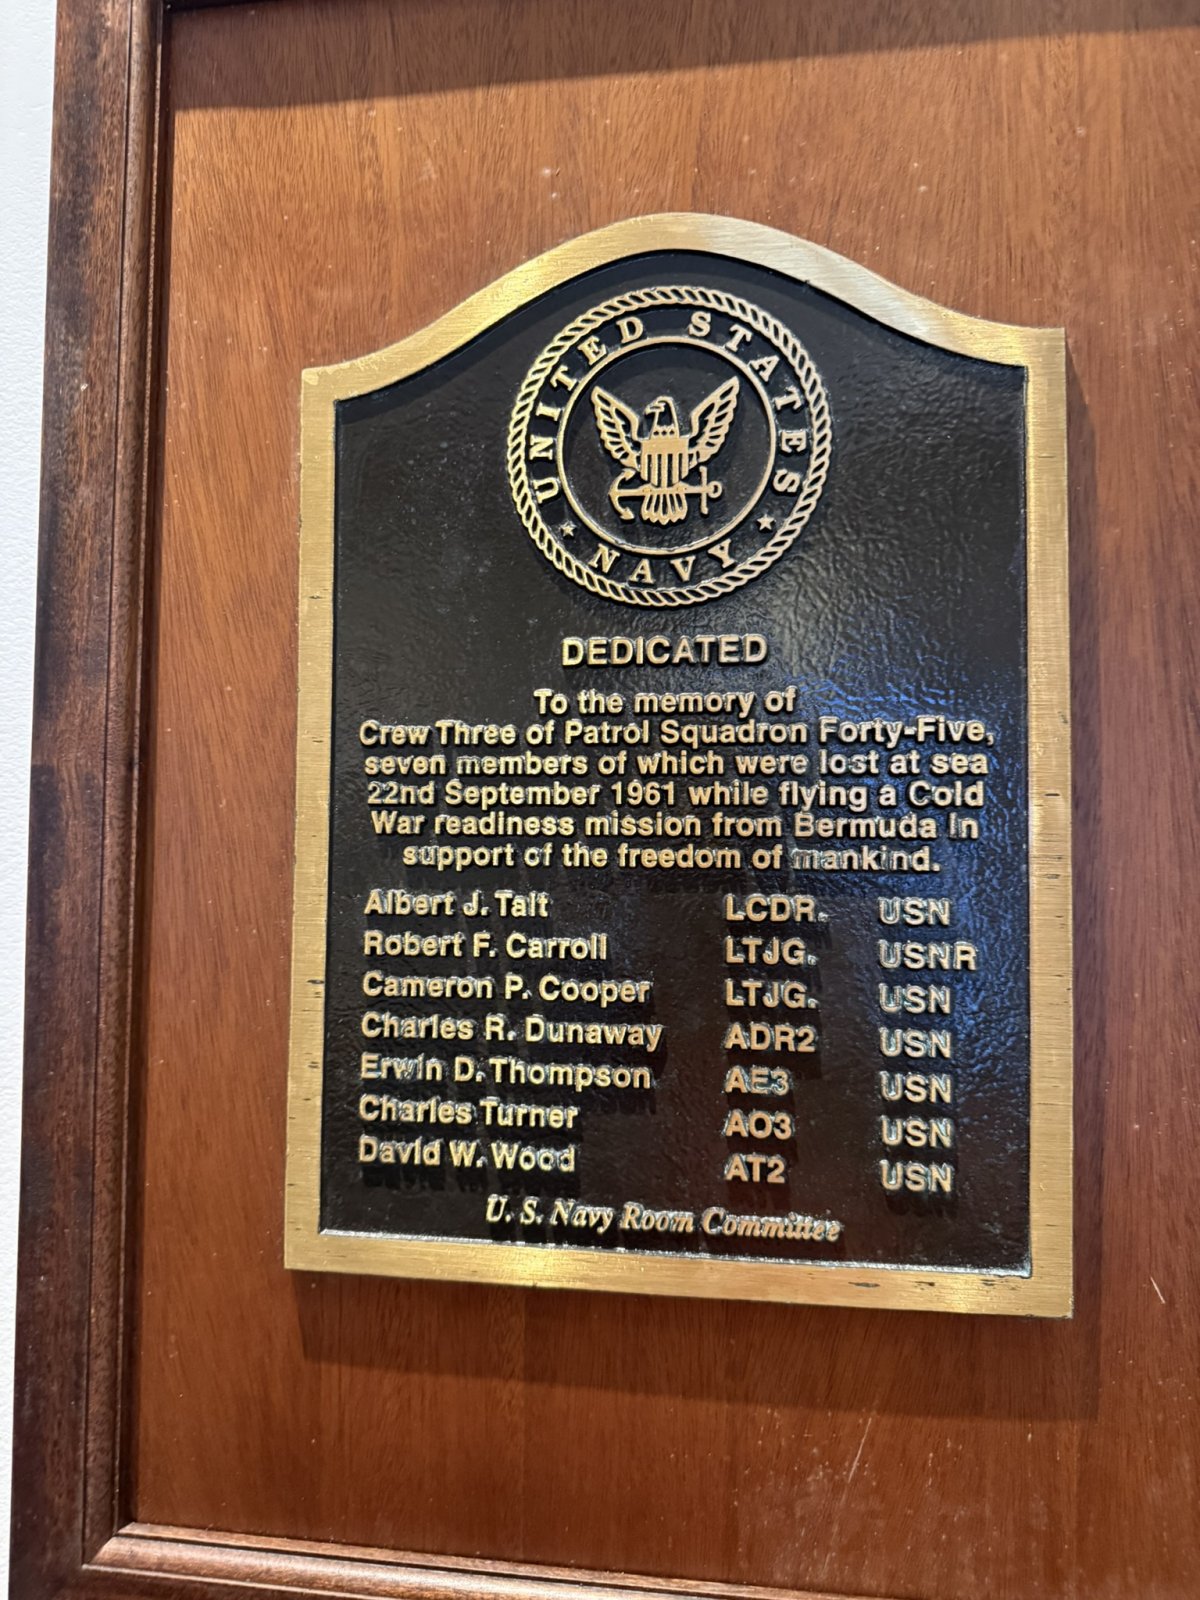 UNITED STATES
NAVY
DEDICATED
To the memory of
Crew Three of Patrol Squadron Forty-Five,
seven members of which were lost at sea
22nd September 1961 while flying a Cold
War readiness mission from Bermuda in
support of the freedom of mankind.
Albert J. Tait LCDR. USN
Robert F. Carroll LTJG. USNR
Cameron P. Cooper LTJG. USN
Charles R. Dunaway ADR2 USN
Erwin D. Thompson AE3 USN
Charles Turner AO3 USN
David W. Wood AT2 USN
U. S. Navy Room Committee